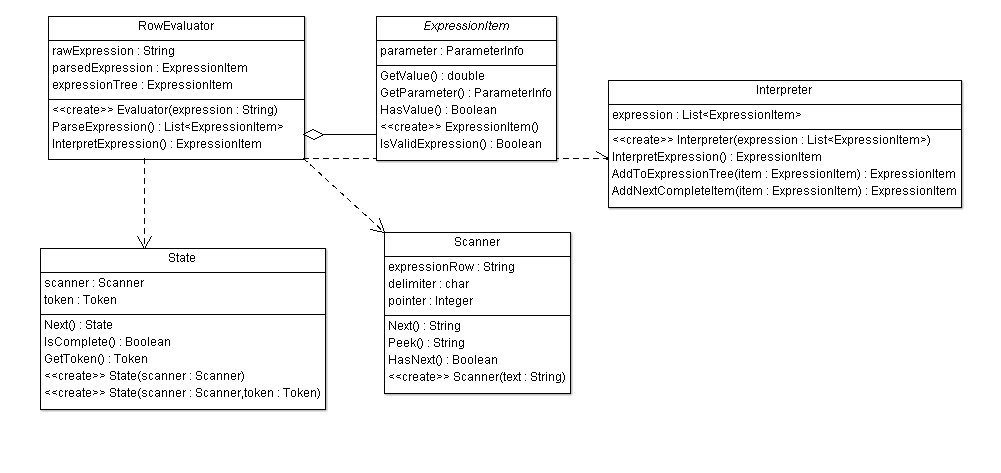 RowEvaluator
rawExpression : String
parsedExpression : ExpressionItem
expressionTree : ExpressionItem
<<create>> Evaluator(expression : String)
ParseExpression() : List<ExpressionItem>
InterpretExpression() : ExpressionItem
ExpressionItem
parameter : ParameterInfo
GetValue() : double
GetParameter() : ParameterInfo
HasValue() : Boolean
<<create>> ExpressionItem()
IsValidExpression() : Boolean
Interpreter
expression : List<ExpressionItem>
<<create>> Interpreter(expression : List<ExpressionItem>)
InterpretExpression() : ExpressionItem
AddToExpressionTree(item : ExpressionItem) : ExpressionItem
AddNextCompleteItem(item : ExpressionItem) : ExpressionItem
State
scanner : Scanner
token : Token
Next() : State
IsComplete() : Boolean
GetToken() : Token
<<create>> State(scanner : Scanner)
<<create>> State(scanner : Scanner,token : Token)
Scanner
expressionRow : String
delimiter : char
pointer : Integer
Next() : String
Peek() : String
HasNext() : Boolean
<<create>> Scanner(text : String)